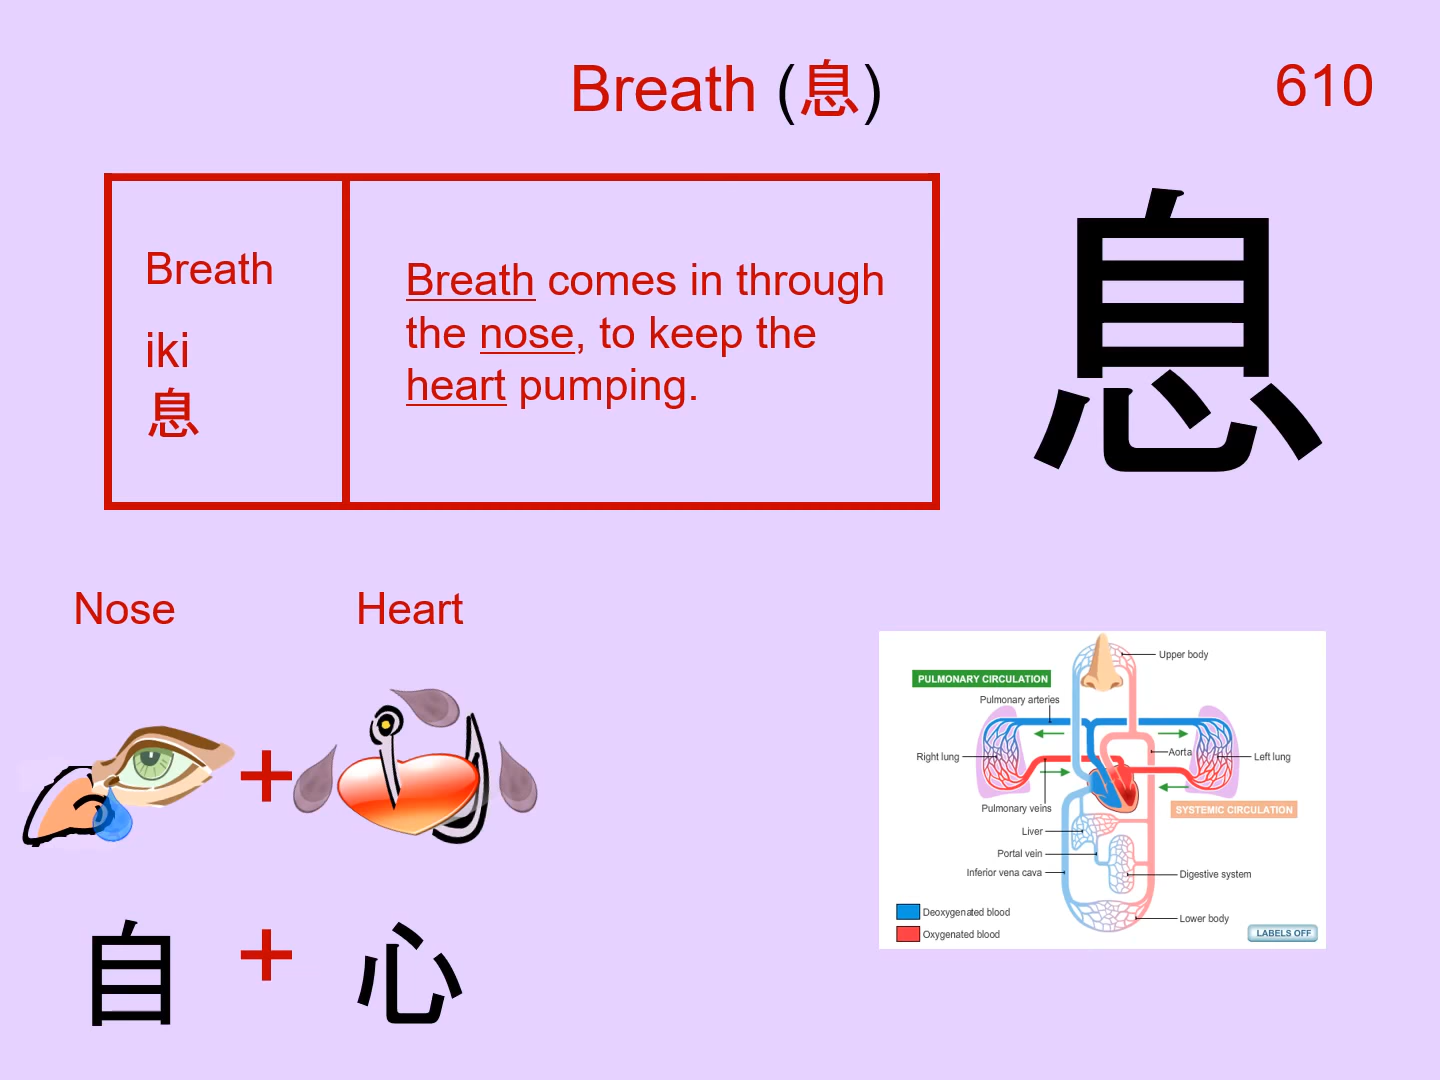 Breath (息)
610
Breath
iki
息
Breath comes in through
the nose, to keep the
heart pumping.
息
Nose
Heart
+
自
+
心
Upper body
PULMONARY CIRCULATION
Pulmonary arteries
Right lung
Aorta
Left lung
Pulmonary veins
SYSTEMIC CIRCULATION
Liver
Portal vein
Inferior vena cava
Digestive system
Deoxygenated blood
Lower body
Oxygenated blood
LABELS OFF